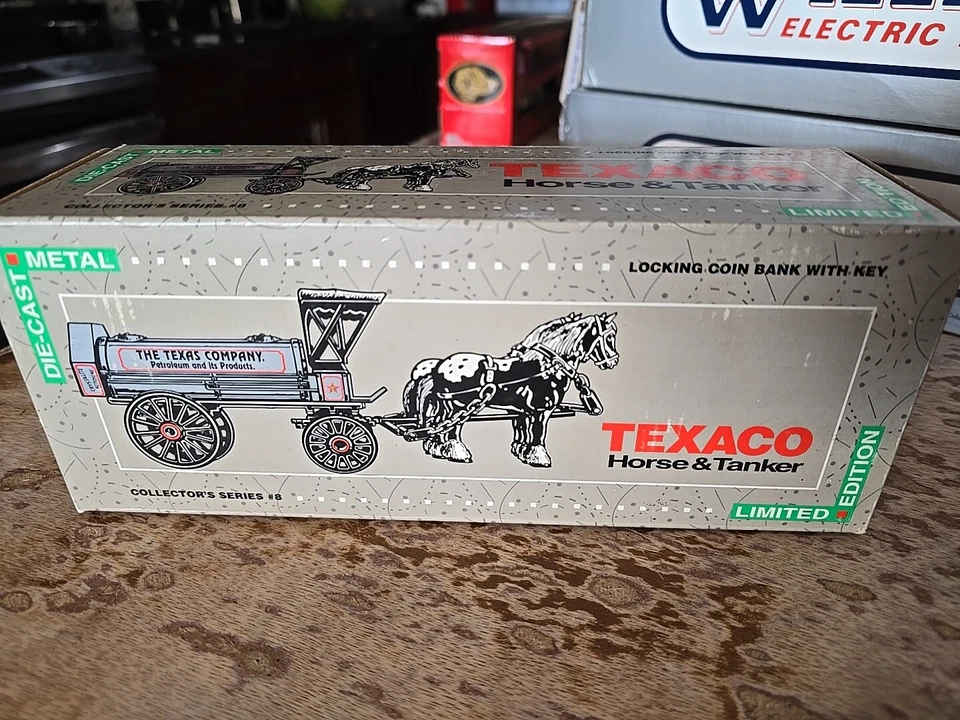 ELECTRIC
DIE-CAST METAL
TEXACO
Horse & Tanker
COLLECTOR'S SERIES #8
LIMITED
DIE-CAST METAL
LOCKING COIN BANK WITH KEY
THE TEXAS COMPANY.
Petroleum and its Products.
TEXACO
Horse & Tanker
COLLECTOR'S SERIES #8
LIMITED EDITION